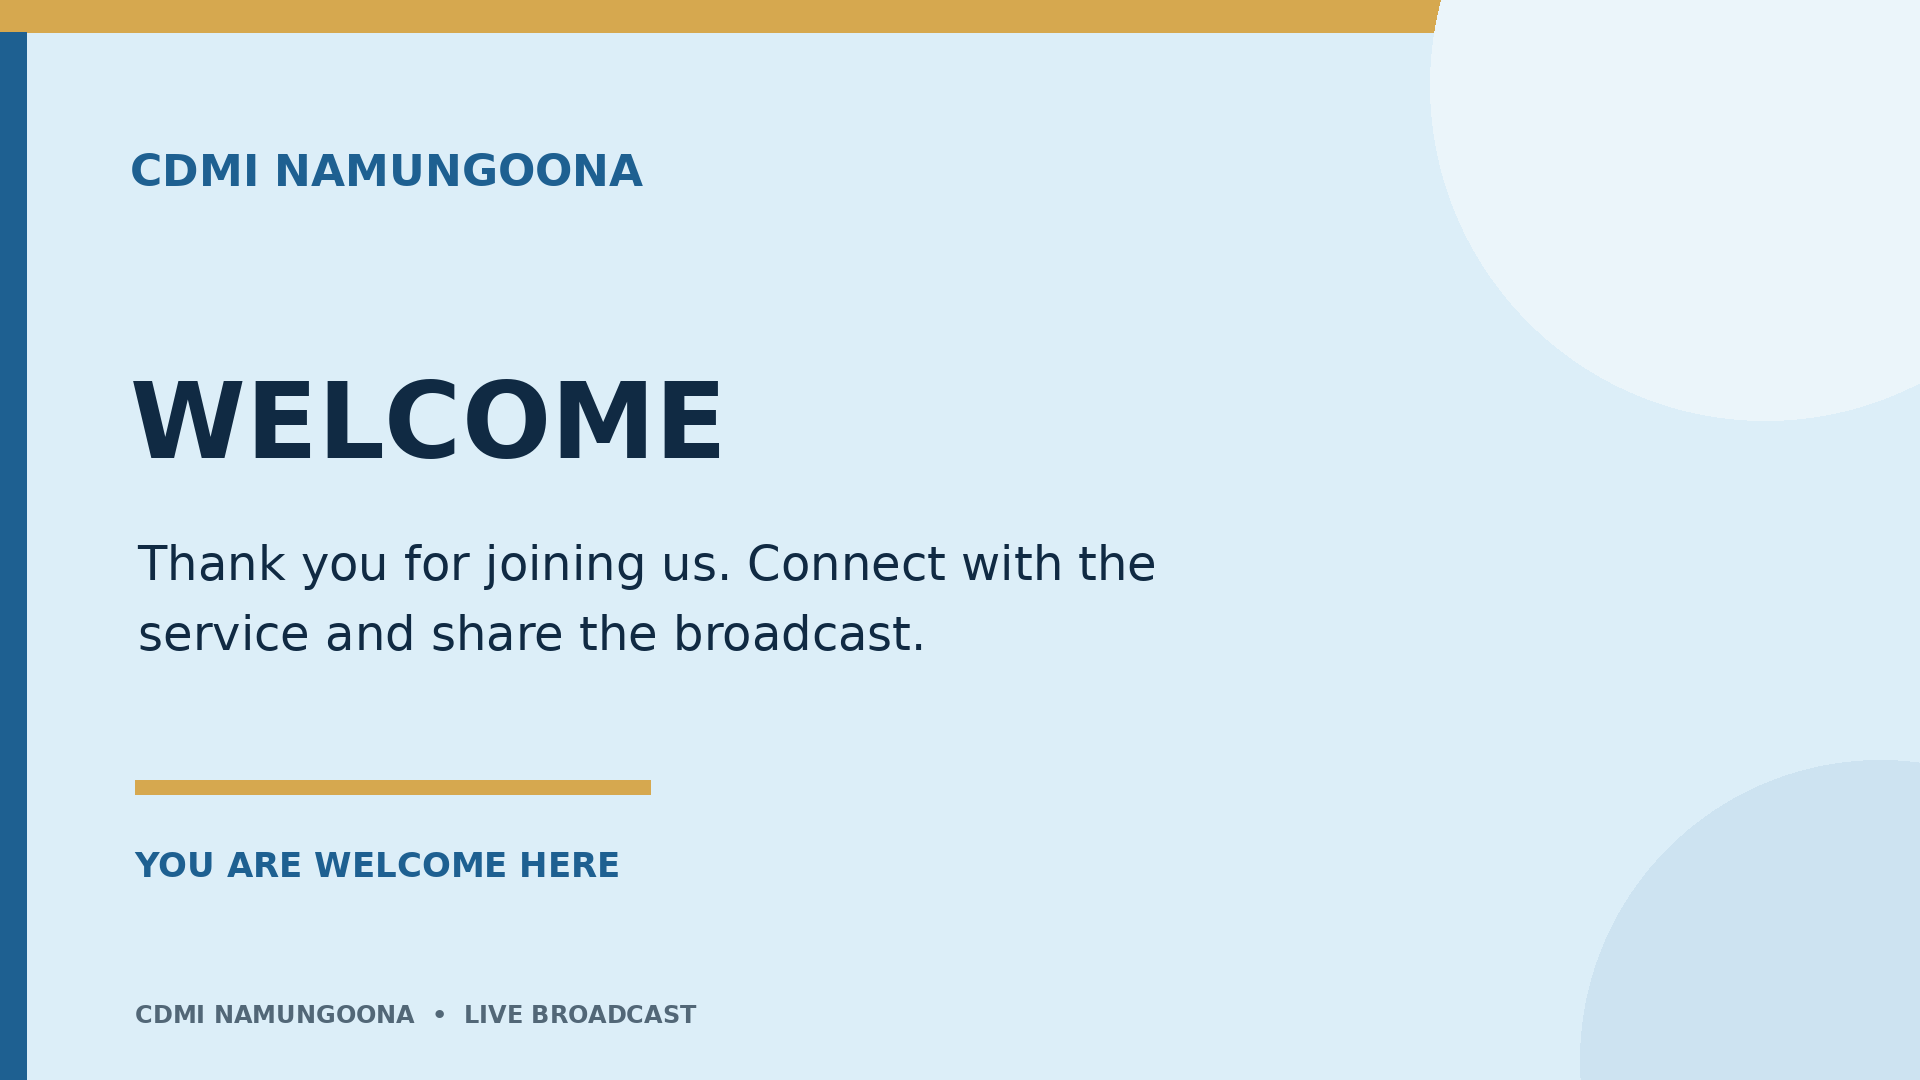 CDMI NAMUNGOONA
WELCOME
Thank you for joining us. Connect with the
service and share the broadcast.
YOU ARE WELCOME HERE
CDMI NAMUNGOONA • LIVE BROADCAST